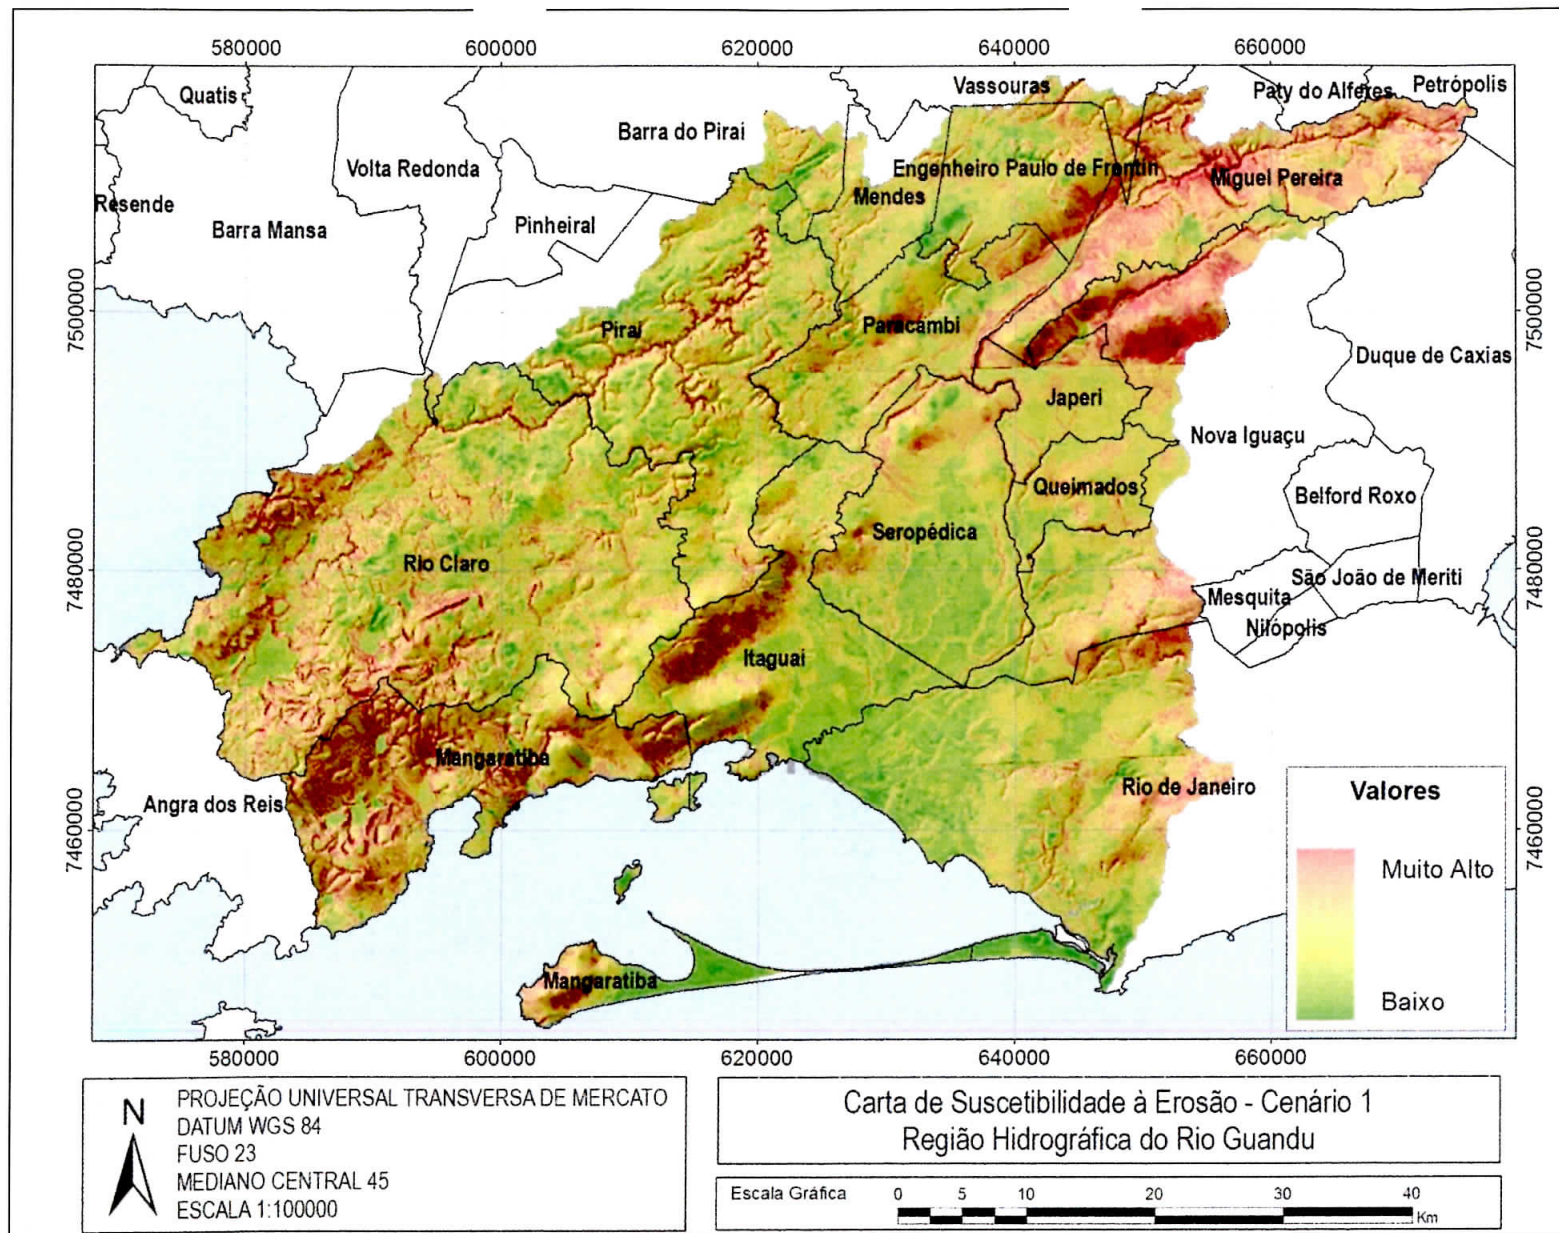 580000 600000 620000 640000 660000
Quatis
Vassouras
Paty do Alferes
Petrópolis
Barra do Piraí
Volta Redonda
Engenheiro Paulo de Frontin
Miguel Pereira
Resende
Mendes
Barra Mansa
Pinheiral
7500000
7500000
Piraí
Paracambi
Duque de Caxias
Japeri
Nova Iguaçu
Queimados
Belford Roxo
Seropédica
7480000
7480000
Rio Claro
São João de Meriti
Mesquita
Nilópolis
Itaguaí
Mangaratiba
Rio de Janeiro
Angra dos Reis
7460000
7460000
Valores
Muito Alto
Baixo
Mangaratiba
580000 600000 620000 640000 660000
N
PROJEÇÃO UNIVERSAL TRANSVERSA DE MERCATO
DATUM WGS 84
FUSO 23
MEDIANO CENTRAL 45
ESCALA 1:100000
Carta de Suscetibilidade à Erosão - Cenário 1
Região Hidrográfica do Rio Guandu
Escala Gráfica 0 5 10 20 30 40
Km